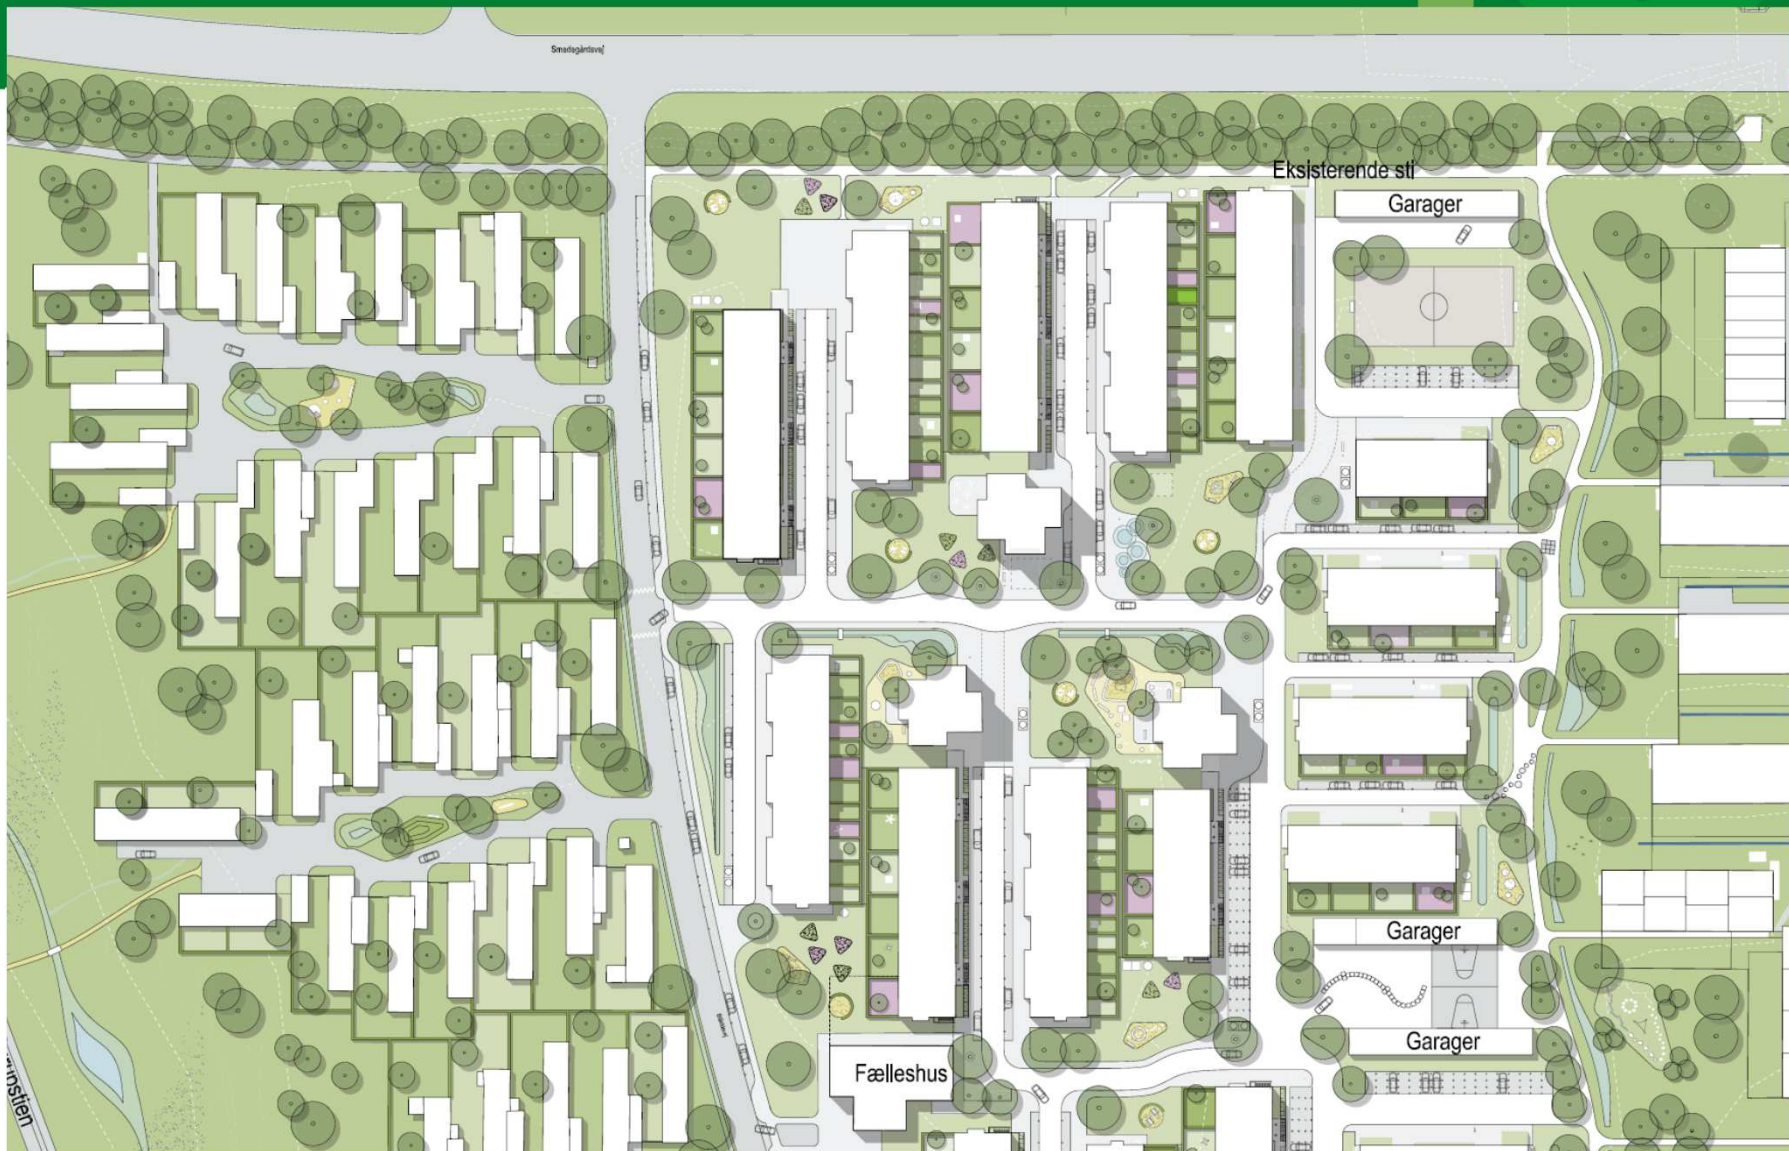 Smedegårdsvej
Eksisterende sti
Garager
Garager
Garager
Fælleshus